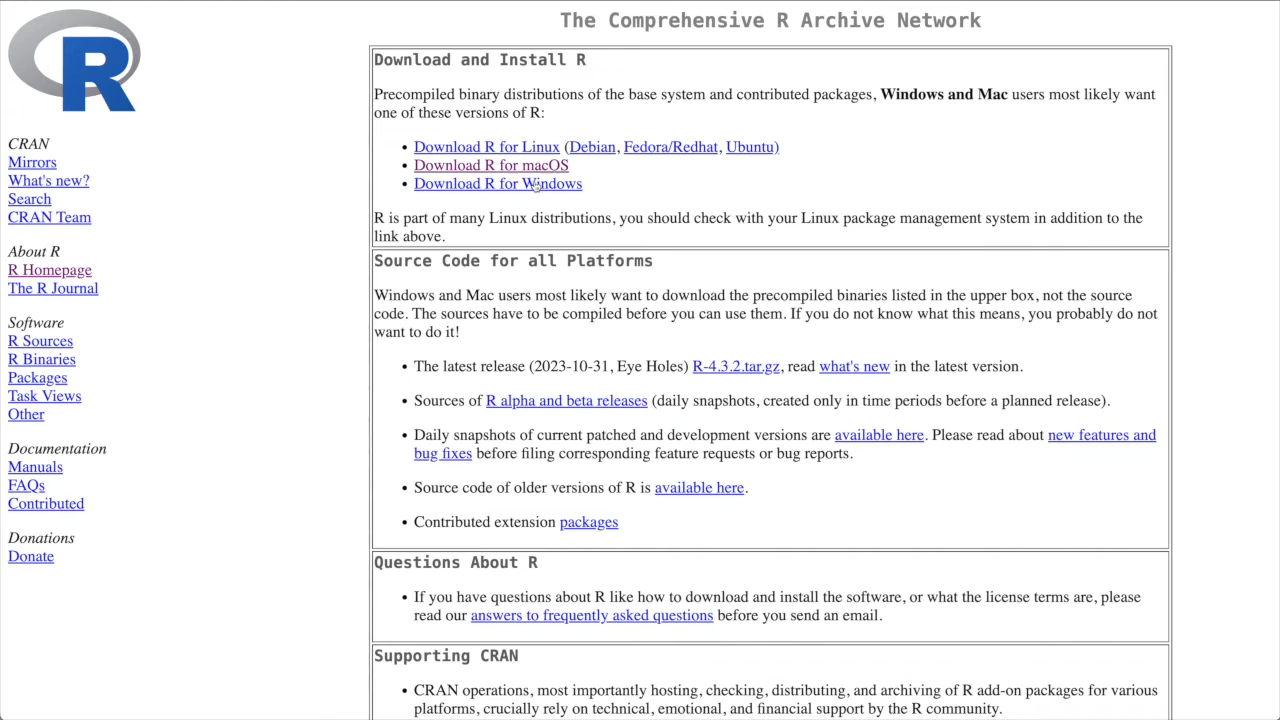 R
CRAN
Mirrors
What's new?
Search
CRAN Team
About R
R Homepage
The R Journal
Software
R Sources
R Binaries
Packages
Task Views
Other
Documentation
Manuals
FAQs
Contributed
Donations
Donate
The Comprehensive R Archive Network
Download and Install R
Precompiled binary distributions of the base system and contributed packages, Windows and Mac users most likely want
one of these versions of R:
• Download R for Linux (Debian, Fedora/Redhat, Ubuntu)
• Download R for macOS
• Download R for Windows
R is part of many Linux distributions, you should check with your Linux package management system in addition to the
link above.
Source Code for all Platforms
Windows and Mac users most likely want to download the precompiled binaries listed in the upper box, not the source
code. The sources have to be compiled before you can use them. If you do not know what this means, you probably do not
want to do it!
• The latest release (2023-10-31, Eye Holes) R-4.3.2.tar.gz, read what's new in the latest version.
• Sources of R alpha and beta releases (daily snapshots, created only in time periods before a planned release).
• Daily snapshots of current patched and development versions are available here. Please read about new features and
bug fixes before filing corresponding feature requests or bug reports.
• Source code of older versions of R is available here.
• Contributed extension packages
Questions About R
• If you have questions about R like how to download and install the software, or what the license terms are, please
read our answers to frequently asked questions before you send an email.
Supporting CRAN
• CRAN operations, most importantly hosting, checking, distributing, and archiving of R add-on packages for various
platforms, crucially rely on technical, emotional, and financial support by the R community.